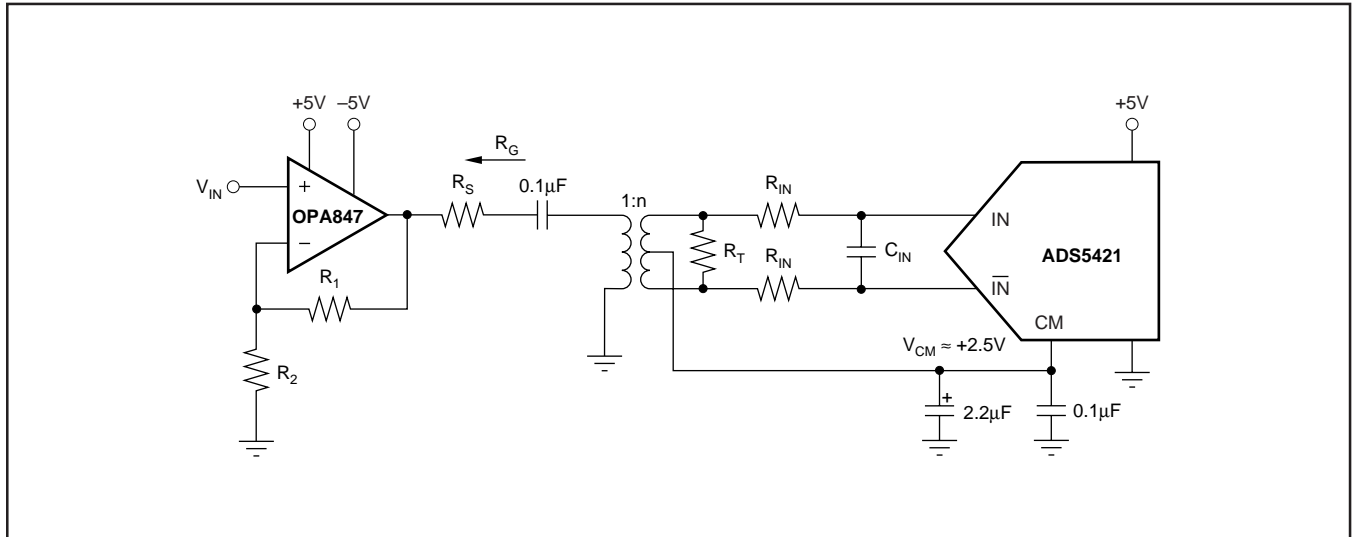 +5V –5V
+5V
R_G
V_IN
+
OPA847
–
R_S
0.1μF
1:n
R_IN
R_T
R_IN
C_IN
IN
ADS5421
I̅N̅
CM
R_1
R_2
V_CM ≈ +2.5V
+
2.2μF
0.1μF